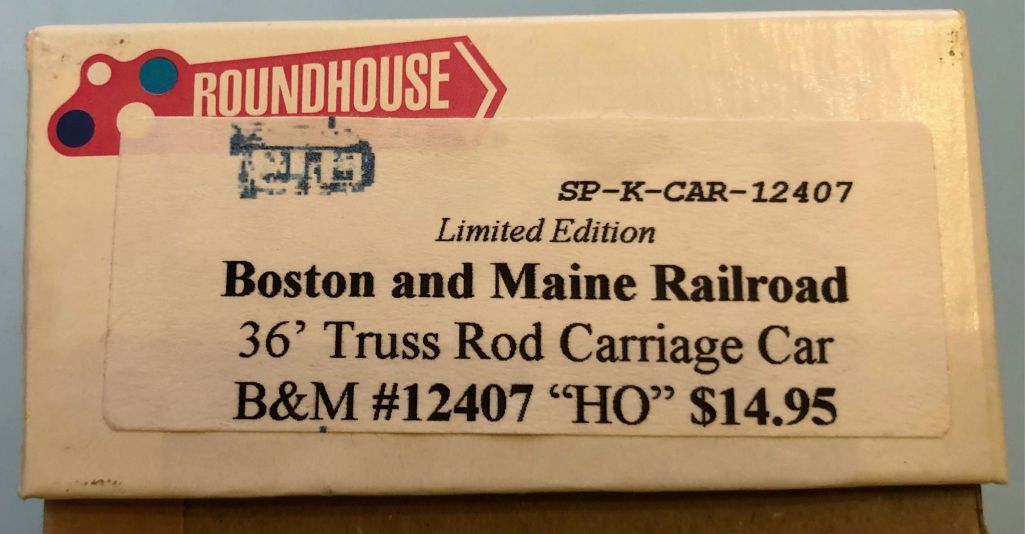 ROUNDHOUSE
SP-K-CAR-12407
Limited Edition
Boston and Maine Railroad
36’ Truss Rod Carriage Car
B&M #12407 “HO” $14.95